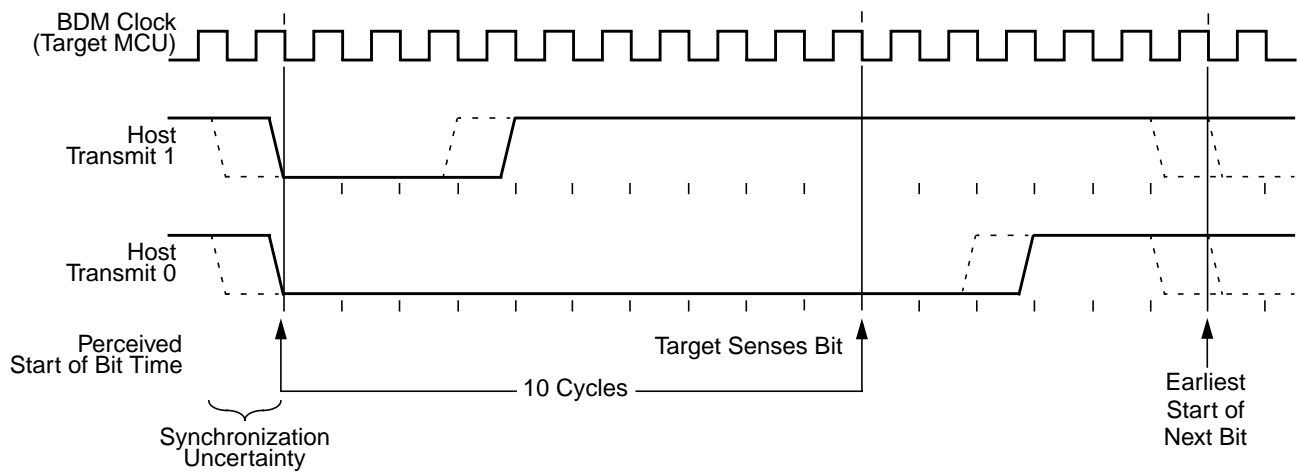 BDM Clock
(Target MCU)
Host
Transmit 1
Host
Transmit 0
Perceived
Start of Bit Time
Target Senses Bit
10 Cycles
Earliest
Start of
Next Bit
Synchronization
Uncertainty